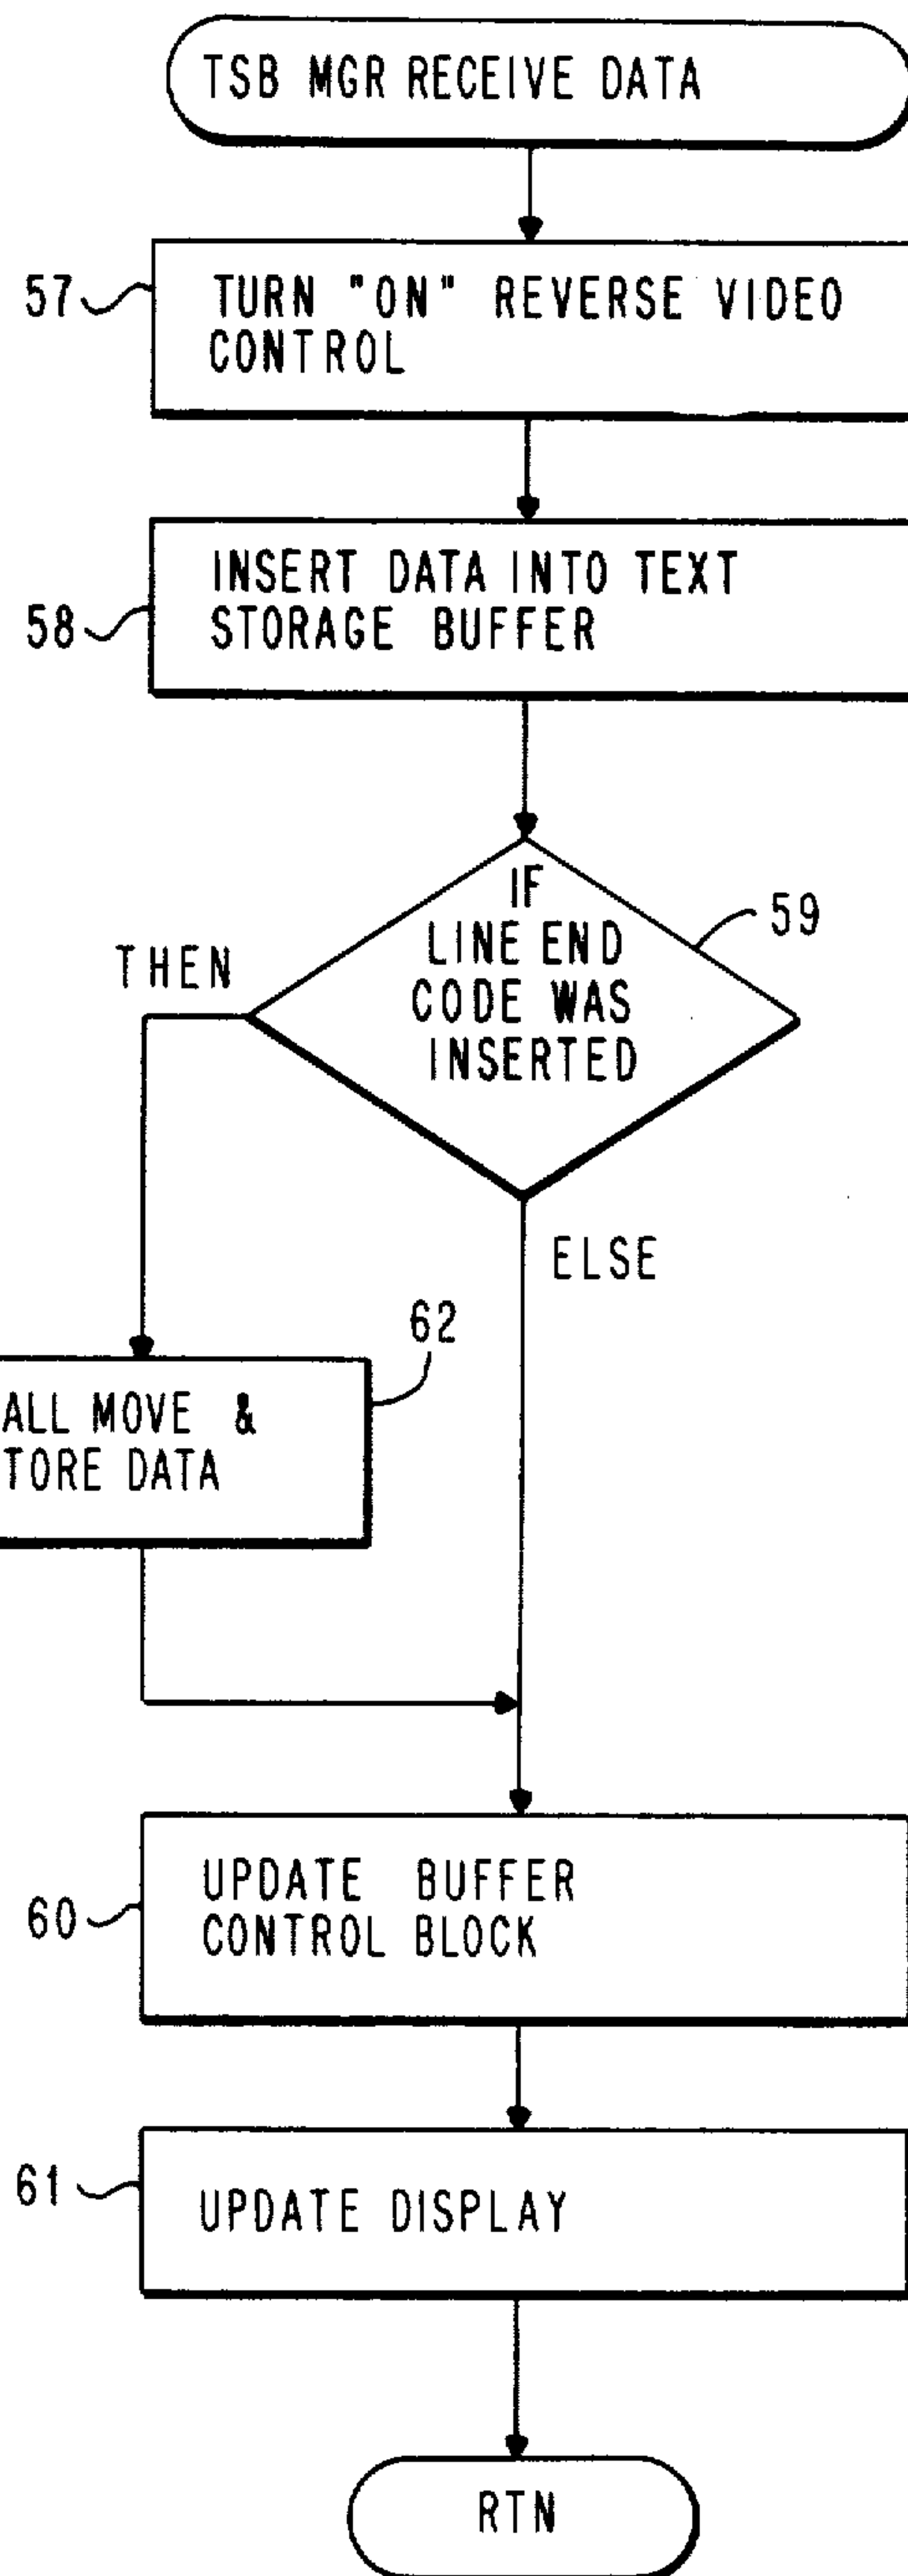 TSB MGR RECEIVE DATA
57
TURN "ON" REVERSE VIDEO
CONTROL
INSERT DATA INTO TEXT
STORAGE BUFFER
58
IF
LINE END
CODE WAS
INSERTED
59
THEN
ELSE
62
ALL MOVE &
TORE DATA
UPDATE BUFFER
CONTROL BLOCK
60
61
UPDATE DISPLAY
RTN